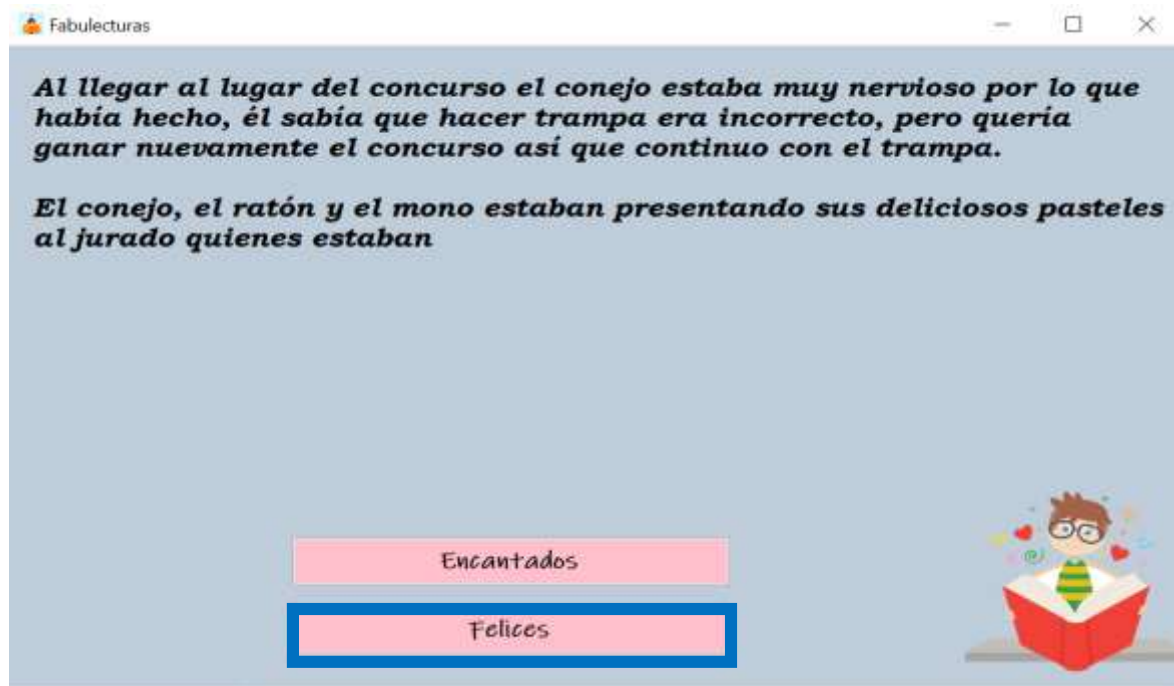 Fabulecturas
Al llegar al lugar del concurso el conejo estaba muy nervioso por lo que
había hecho, él sabía que hacer trampa era incorrecto, pero quería
ganar nuevamente el concurso así que continuo con el trampa.
El conejo, el ratón y el mono estaban presentando sus deliciosos pasteles
al jurado quienes estaban
Encantados
Felices